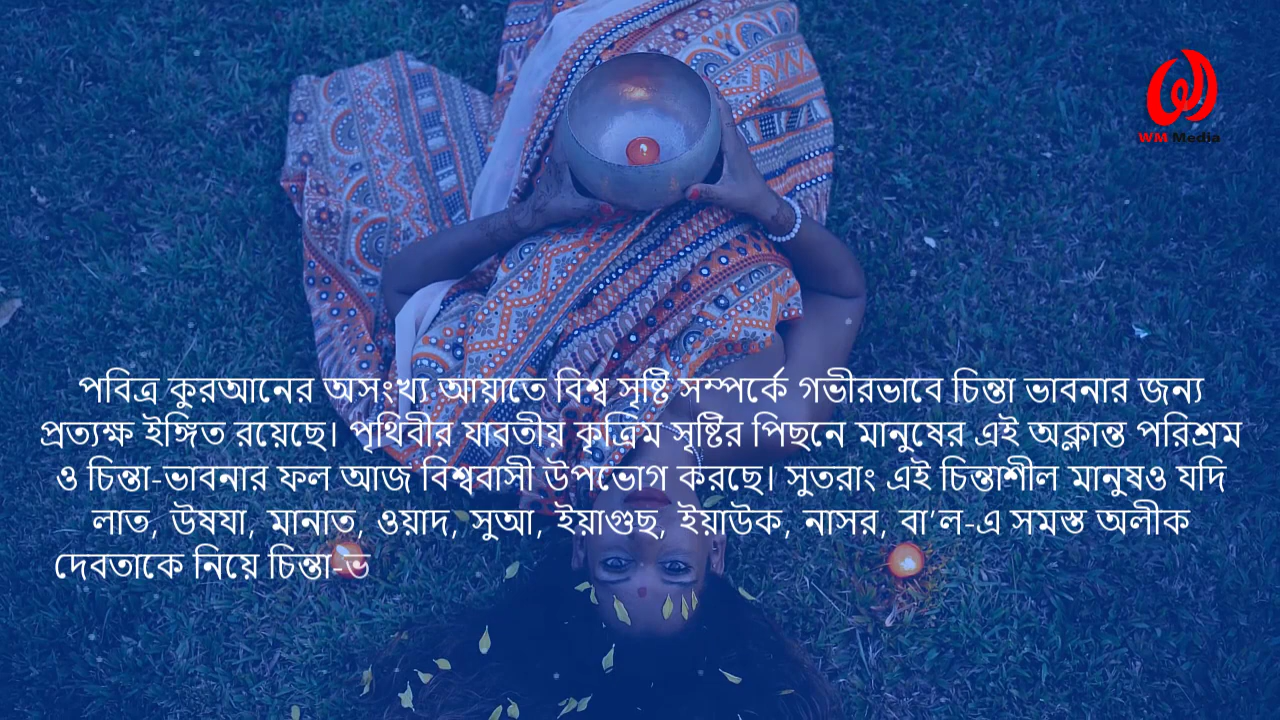 WM Media
পবিত্র কুরআনের অসংখ্য আয়াতে বিশ্ব সৃষ্টি সম্পর্কে গভীরভাবে চিন্তা ভাবনার জন্য
প্রত্যক্ষ ইঙ্গিত রয়েছে। পৃথিবীর যাবতীয় কৃত্রিম সৃষ্টির পিছনে মানুষের এই অক্লান্ত পরিশ্রম
ও চিন্তা-ভাবনার ফল আজ বিশ্ববাসী উপভোগ করছে। সুতরাং এই চিন্তাশীল মানুষও যদি
লাত, উষযা, মানাত, ওয়াদ, সুআ, ইয়াগুছ, ইয়াউক, নাসর, বা’ল-এ সমস্ত অলীক
দেবতাকে নিয়ে চিন্তা-ভ